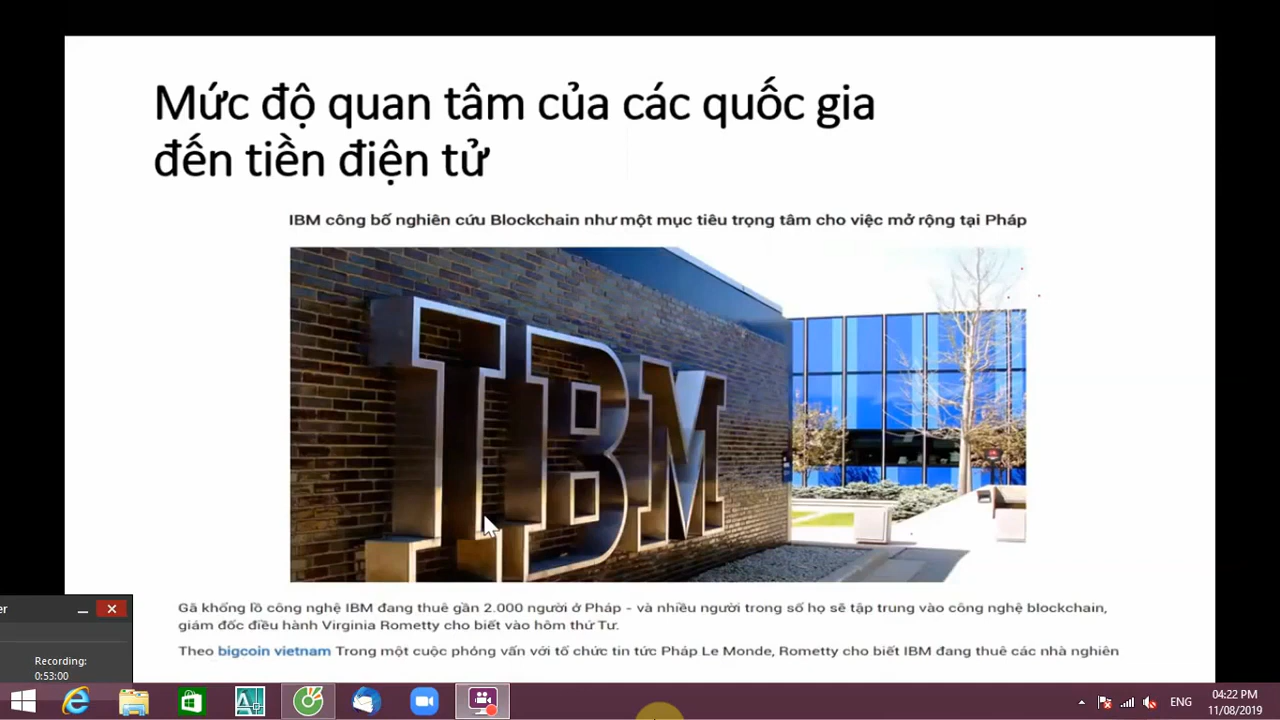 Mức độ quan tâm của các quốc gia
đến tiền điện tử
IBM công bố nghiên cứu Blockchain như một mục tiêu trọng tâm cho việc mở rộng tại Pháp
IBM
Gã khổng lồ công nghệ IBM đang thuê gần 2.000 người ở Pháp - và nhiều người trong số họ sẽ tập trung vào công nghệ blockchain,
giám đốc điều hành Virginia Rometty cho biết vào hôm thứ Tư.
Theo bigcoin vietnam Trong một cuộc phỏng vấn với tổ chức tin tức Pháp Le Monde, Rometty cho biết IBM đang thuê các nhà nghiên
er
Recording:
0:53:00
ENG
04:22 PM
11/08/2019